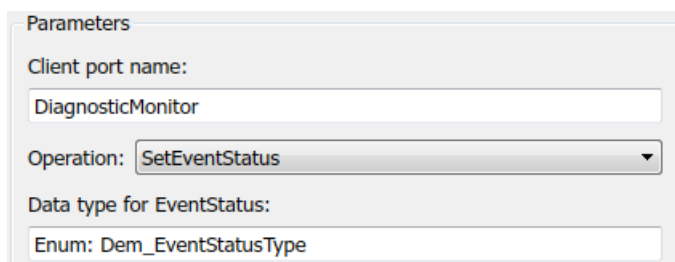 Parameters
Client port name:
DiagnosticMonitor
Operation: SetEventStatus
Data type for EventStatus:
Enum: Dem_EventStatusType